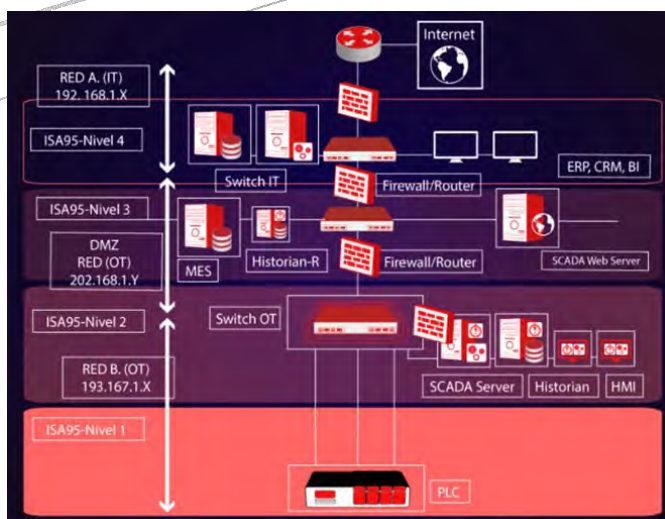 Internet
RED A. (IT)
192. 168.1.X
ISA95-Nivel 4
ERP, CRM, BI
Switch IT
Firewall/Router
ISA95-Nivel 3
DMZ
RED (OT)
202.168.1.Y
MES
Historian-R
Firewall/Router
SCADA Web Server
ISA95-Nivel 2
Switch OT
RED B. (OT)
193.167.1.X
SCADA Server
Historian
HMI
ISA95-Nivel 1
PLC